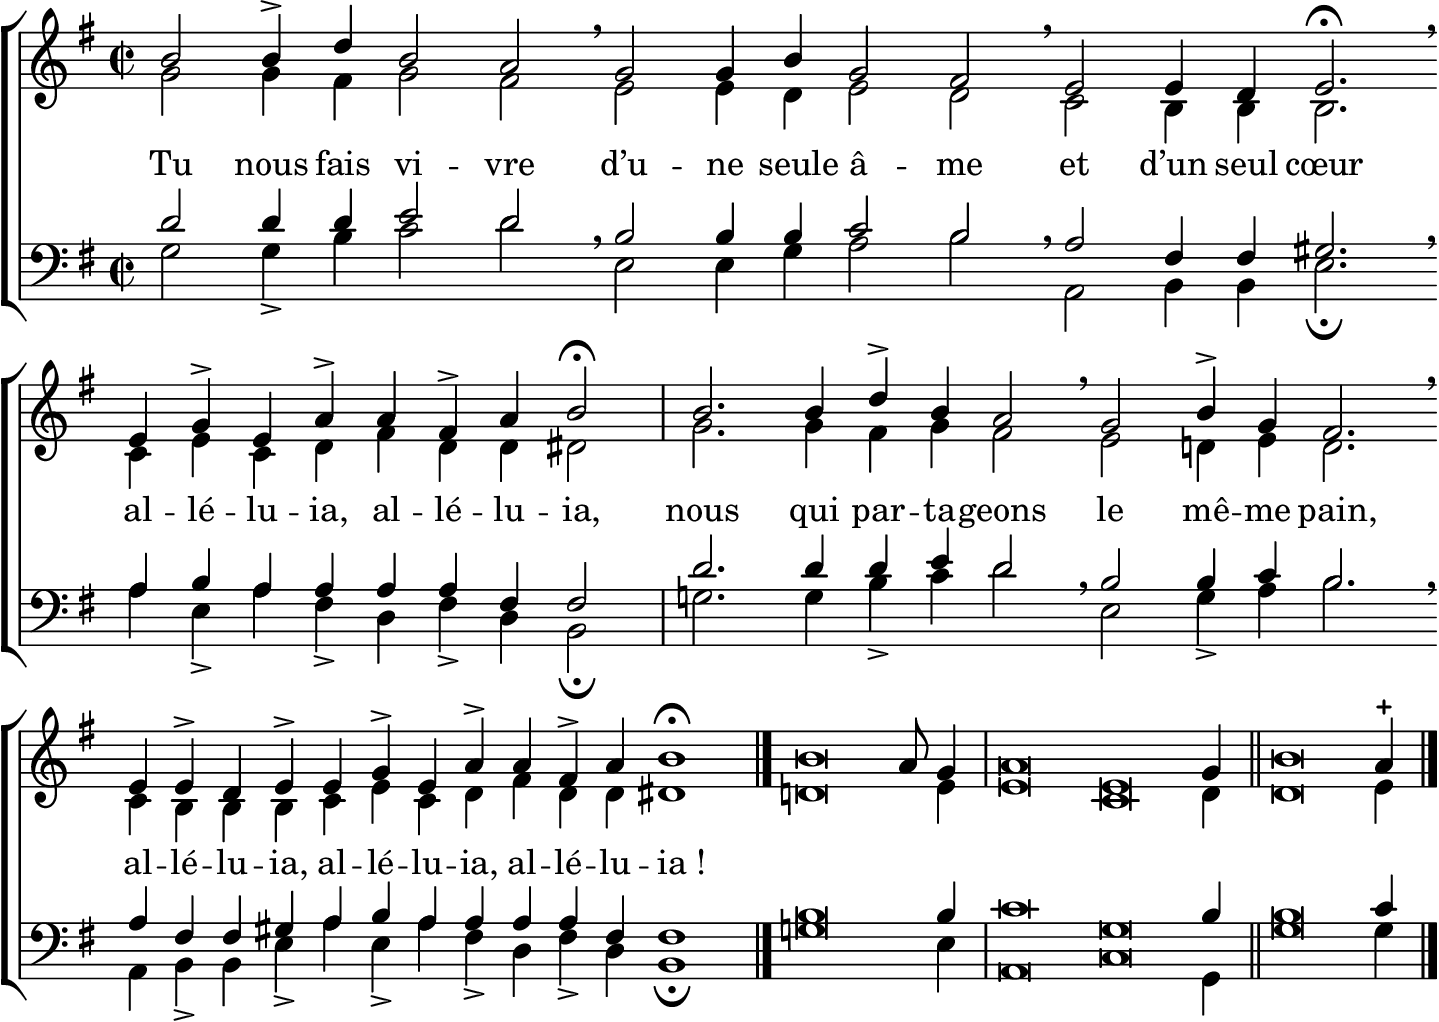 Tu nous fais vi - vre d’u - ne seule â - me et d’un seul cœur
al - lé - lu - ia, al - lé - lu - ia, nous qui par - tageons le mê - me pain,
al - lé - lu - ia, al - lé - lu - ia, al - lé - lu - ia !